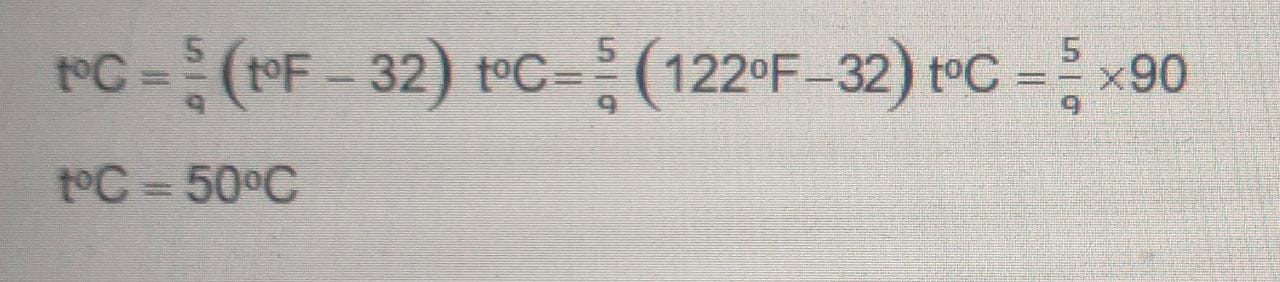 t°C = 5/9 (t°F – 32) t°C= 5/9 (122°F–32) t°C = 5/9 ×90
t°C = 50°C